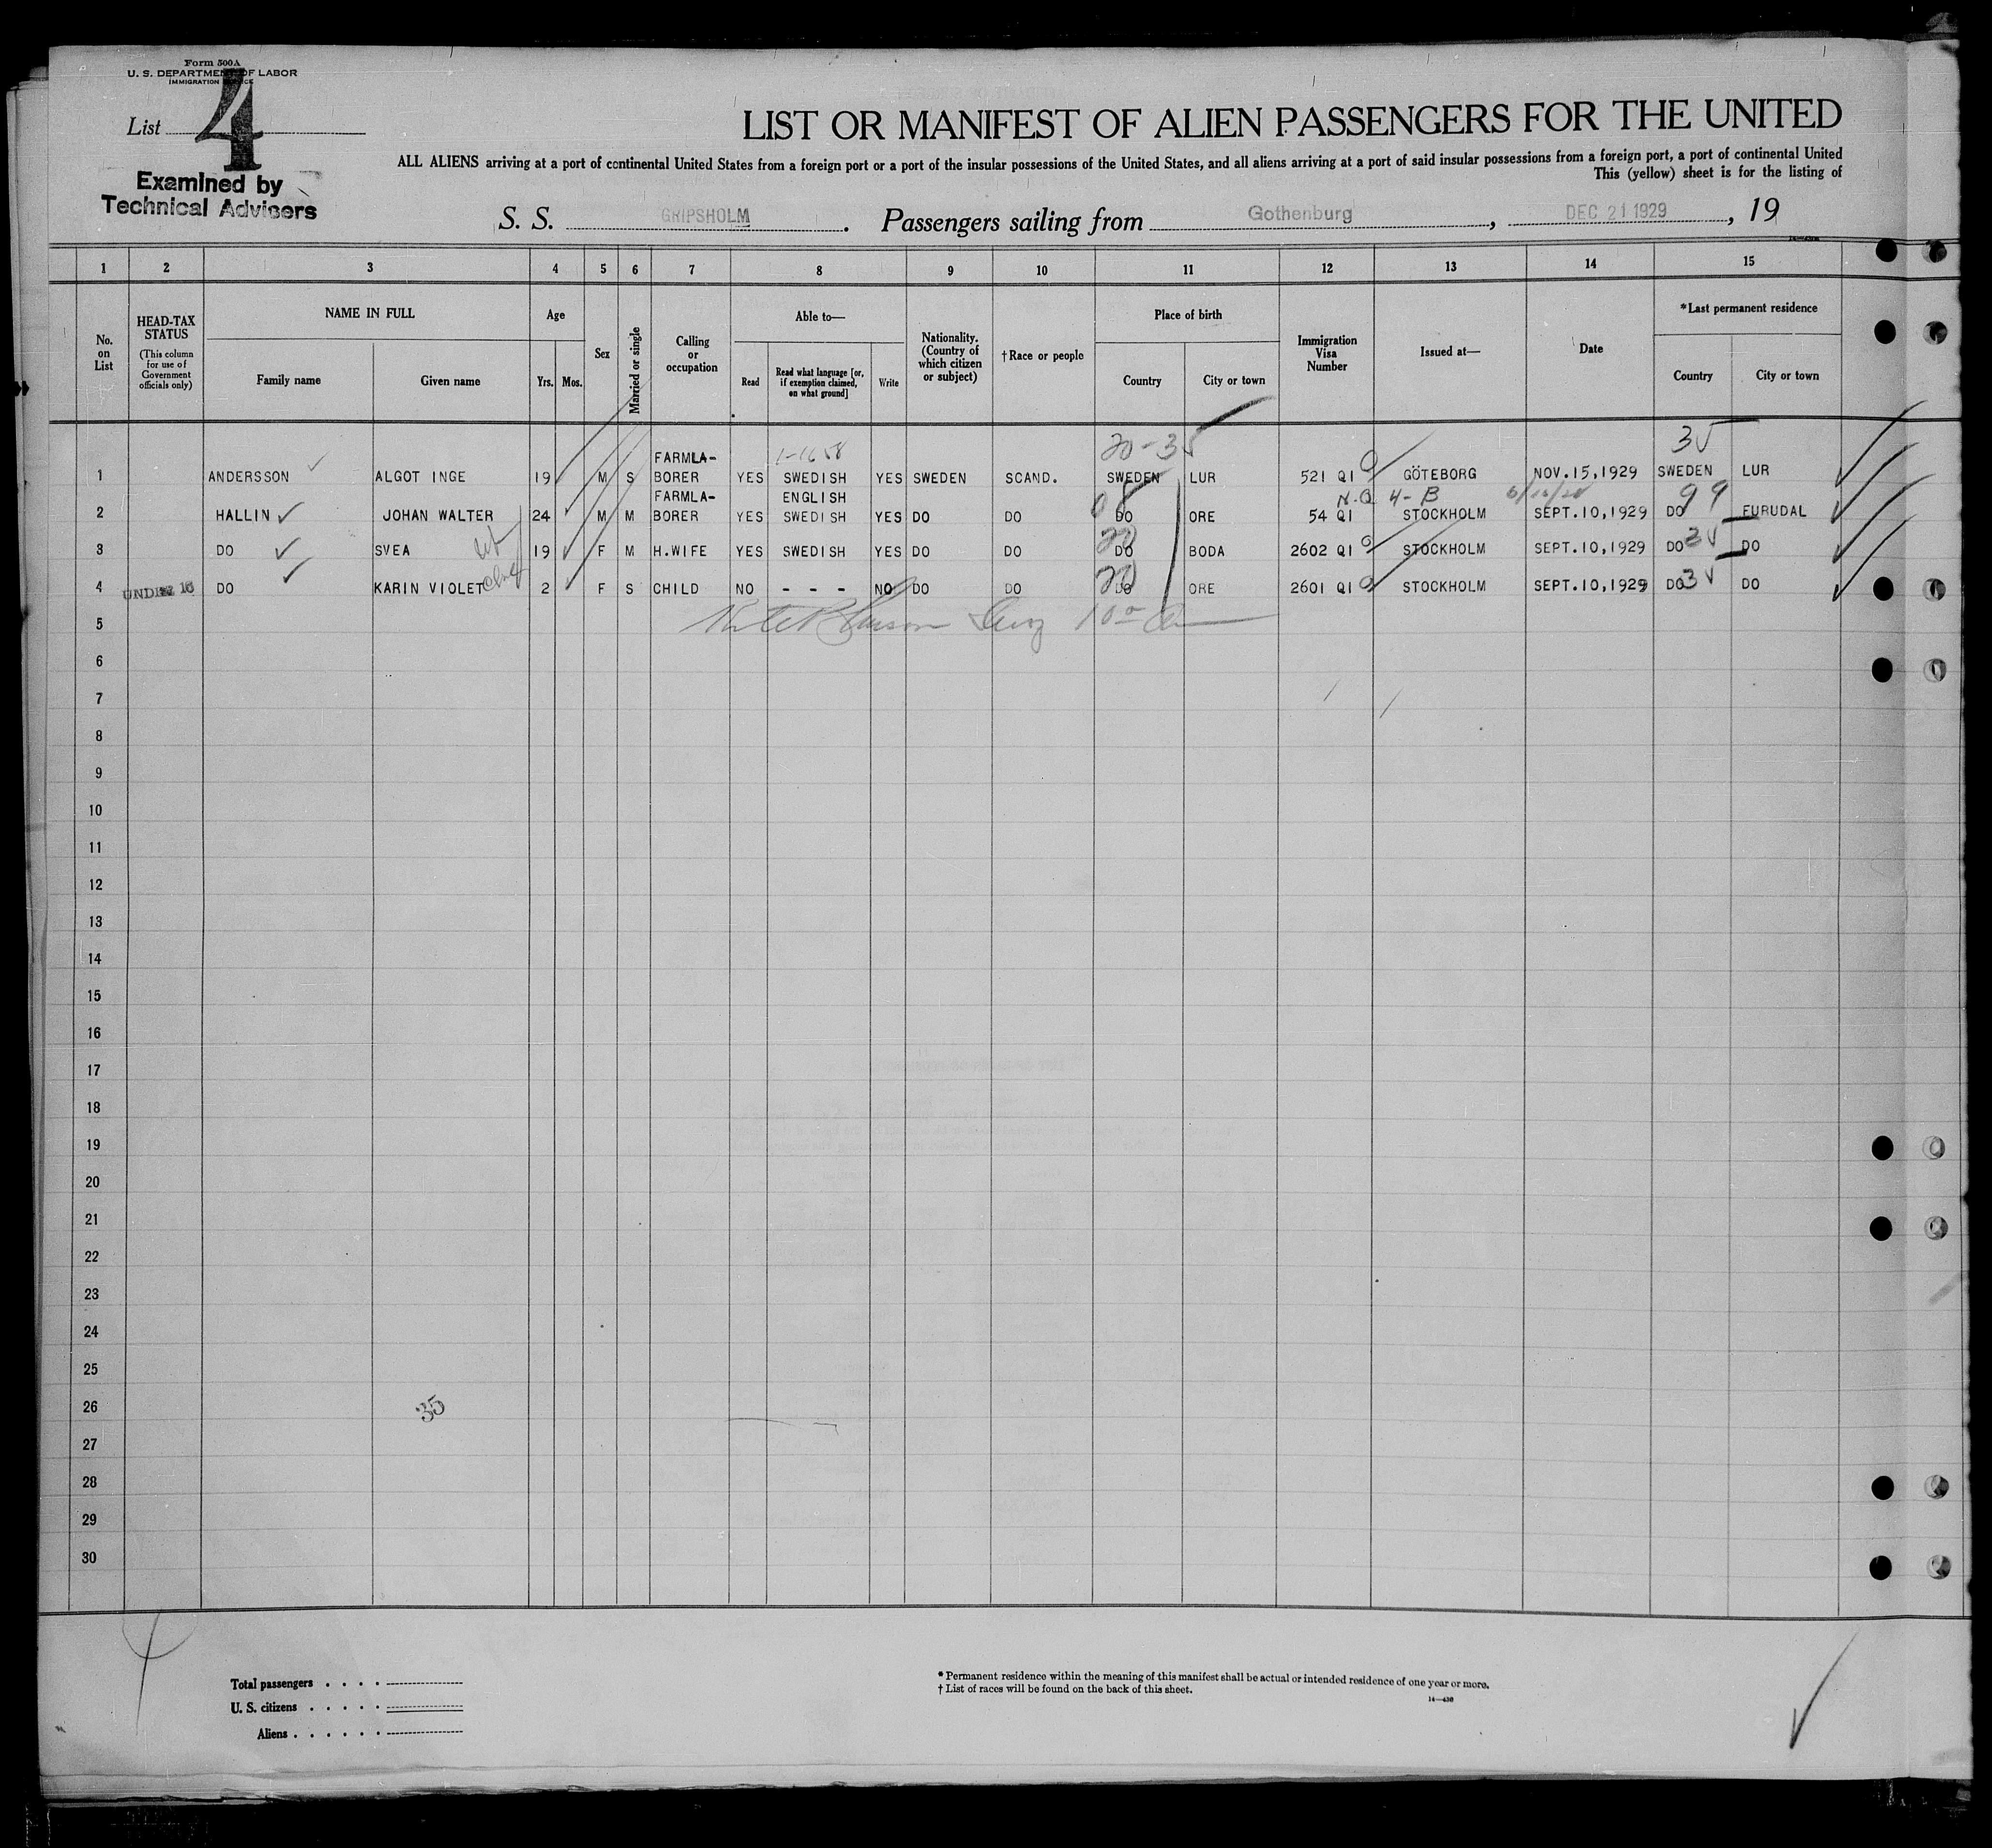 Form 500A
U. S. DEPARTMENT OF LABOR
IMMIGRATION SERVICE
List 4
Examined by
Technical Advisers
LIST OR MANIFEST OF ALIEN PASSENGERS FOR THE UNITED
ALL ALIENS arriving at a port of continental United States from a foreign port or a port of the insular possessions of the United States, and all aliens arriving at a port of said insular possessions from a foreign port, a port of continental United
This (yellow) sheet is for the listing of
S. S. GRIPSHOLM. Passengers sailing from Gothenburg, DEC 21 1929, 19
1 2 3 4 5 6 7 8 9 10 11 12 13 14 15
No. on List
HEAD-TAX STATUS
(This column for use of Government officials only)
NAME IN FULL
Family name
Given name
Age
Yrs.
Mos.
Sex
Married or single
Calling or occupation
Able to—
Read
Read what language [or, if exemption claimed, on what ground]
Write
Nationality. (Country of which citizen or subject)
† Race or people
Place of birth
Country
City or town
Immigration Visa Number
Issued at—
Date
* Last permanent residence
Country
City or town
20-35
35
1 ANDERSSON ALGOT INGE 19 M S FARMLA-BORER YES SWEDISH YES SWEDEN SCAND. SWEDEN LUR 521 QI GÖTEBORG NOV.15,1929 SWEDEN LUR
N.Q 4-B
99
2 HALLIN JOHAN WALTER 24 M M FARMLA-BORER YES ENGLISH SWEDISH YES DO DO DO ORE 54 QI STOCKHOLM SEPT.10,1929 DO FURUDAL
3 DO SVEA 19 F M H.WIFE YES SWEDISH YES DO DO 20 DO BODA 2602 QI STOCKHOLM SEPT.10,1929 DO DO
4 UNDER 16 DO KARIN VIOLET 2 F S CHILD NO - - - NO DO DO 20 DO ORE 2601 QI STOCKHOLM SEPT.10,1929 DO DO
5
6
7
8
9
10
11
12
13
14
15
16
17
18
19
20
21
22
23
24
25
26
35
27
28
29
30
Total passengers
U. S. citizens
Aliens
* Permanent residence within the meaning of this manifest shall be actual or intended residence of one year or more.
† List of races will be found on the back of this sheet.
14—430